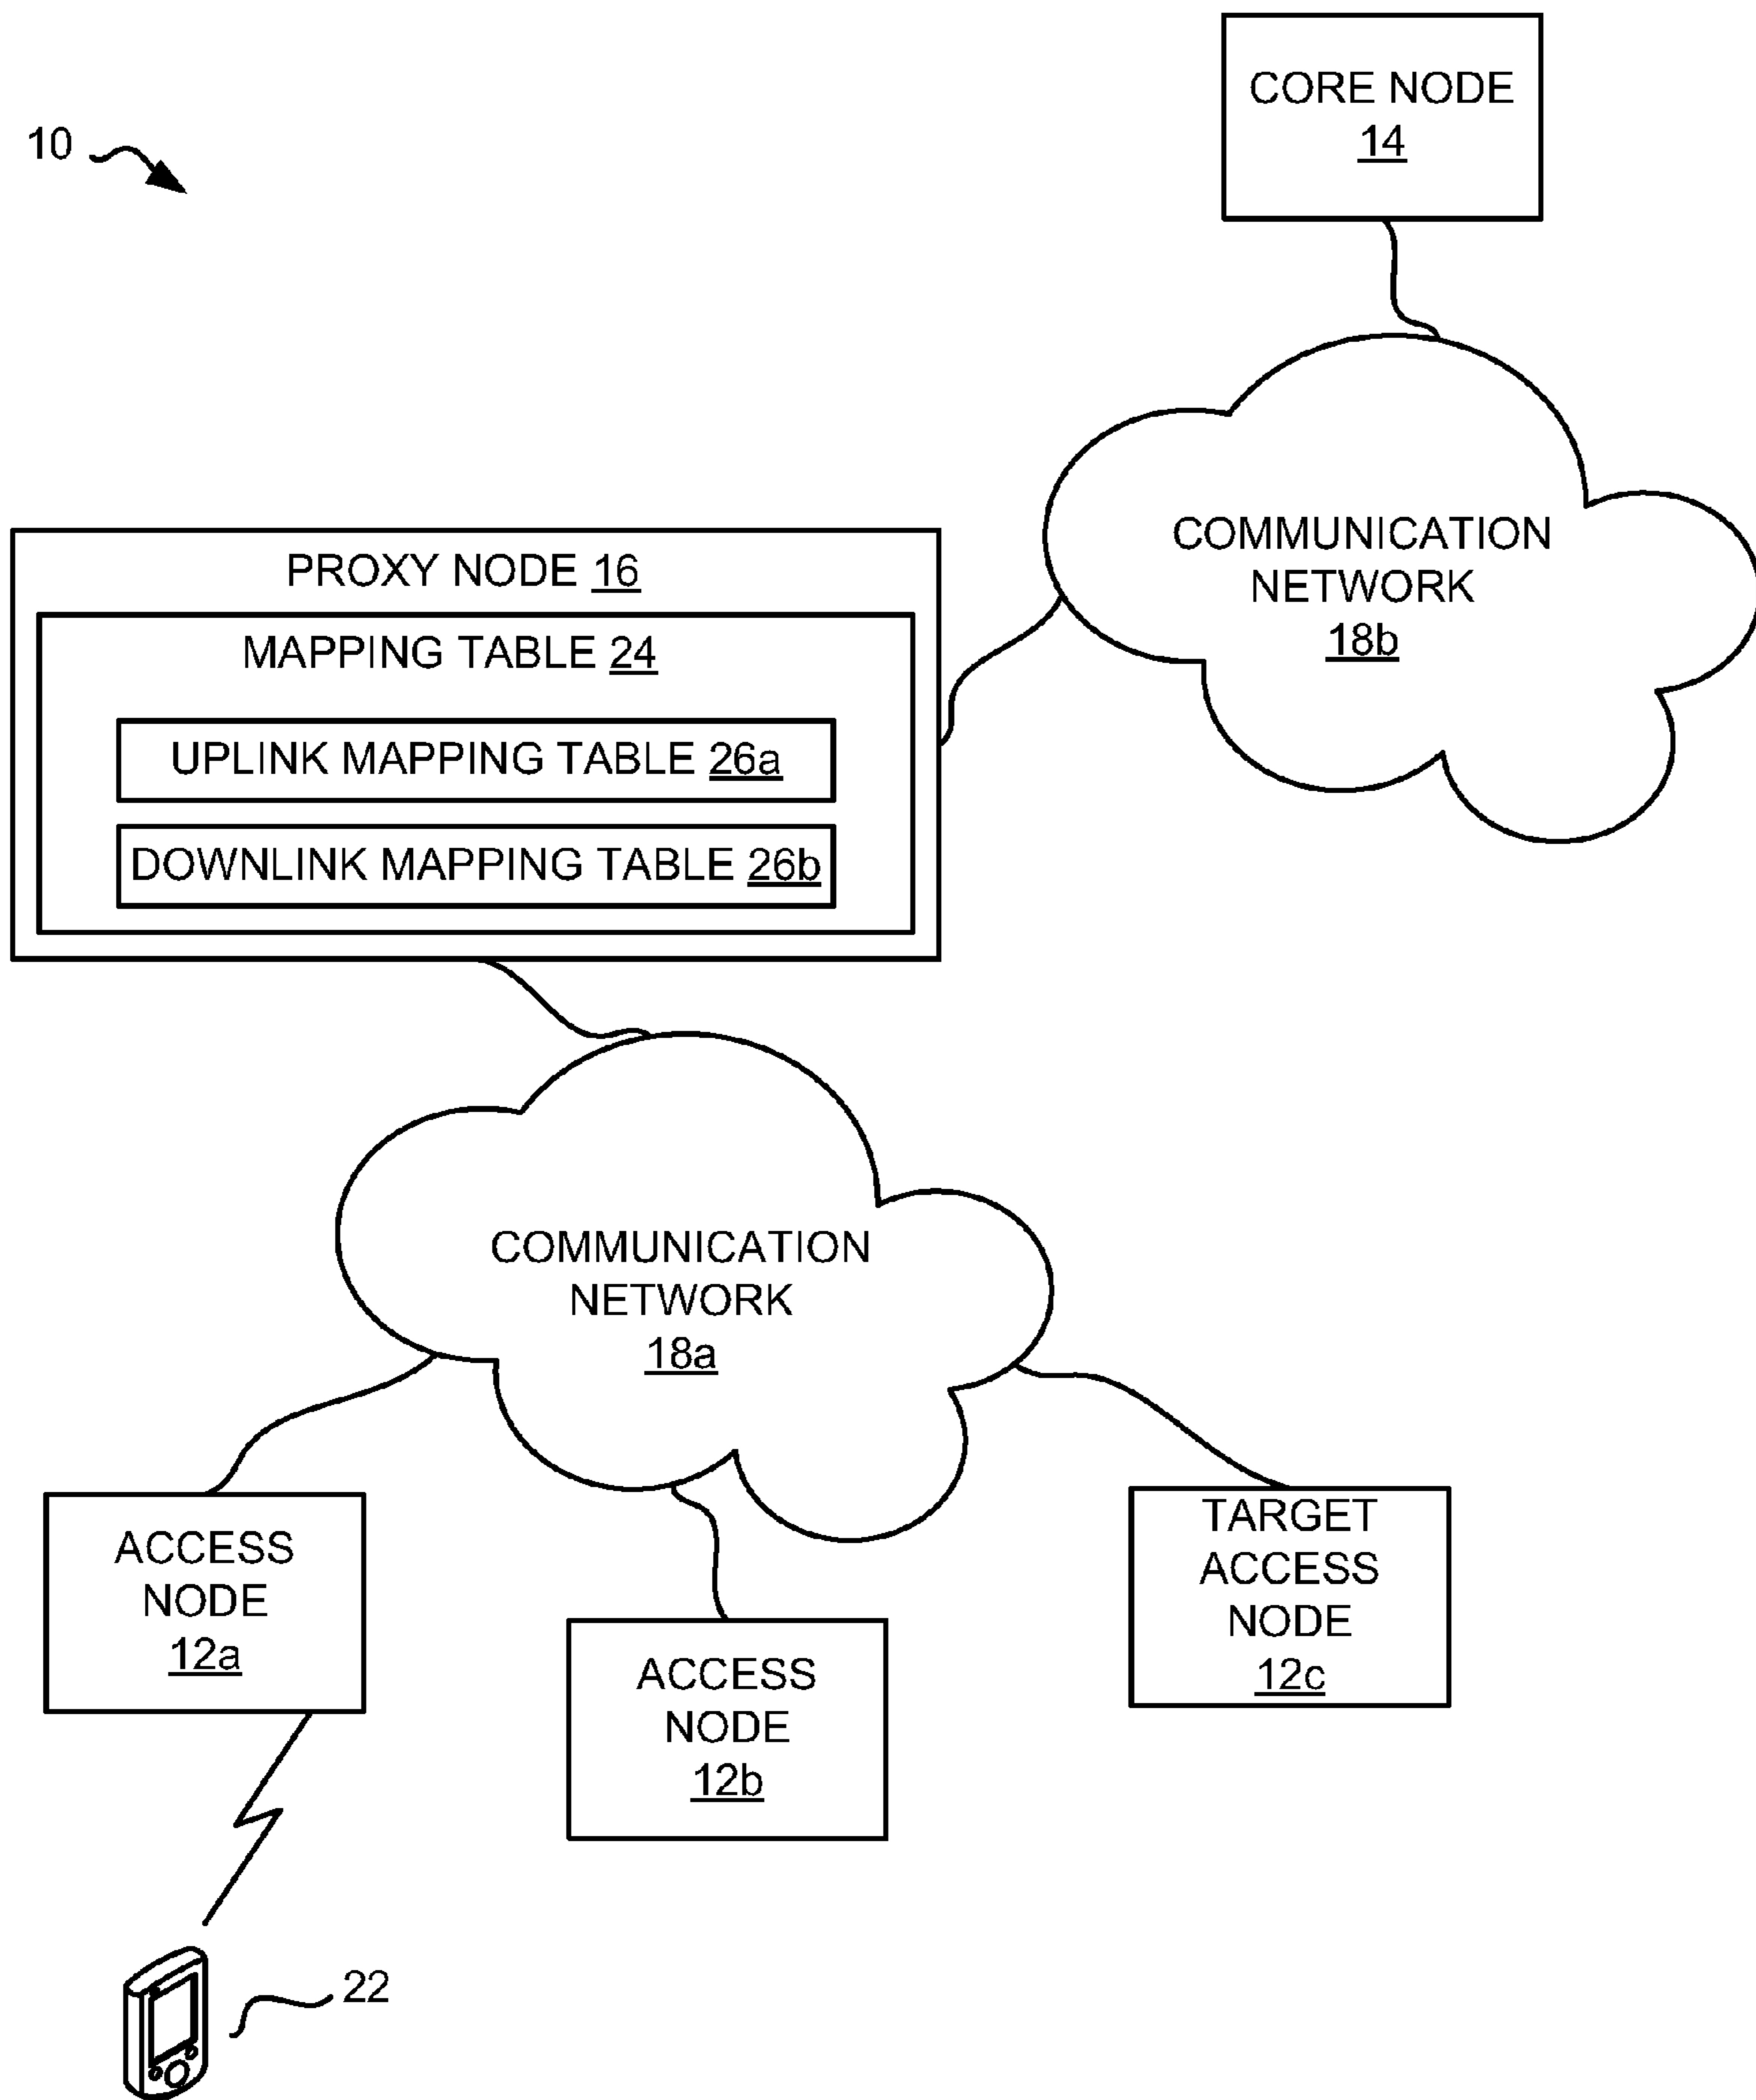 CORE NODE
14
10
COMMUNICATION
NETWORK
18b
PROXY NODE 16
MAPPING TABLE 24
UPLINK MAPPING TABLE 26a
DOWNLINK MAPPING TABLE 26b
COMMUNICATION
NETWORK
18a
ACCESS
NODE
12a
ACCESS
NODE
12b
TARGET
ACCESS
NODE
12c
22